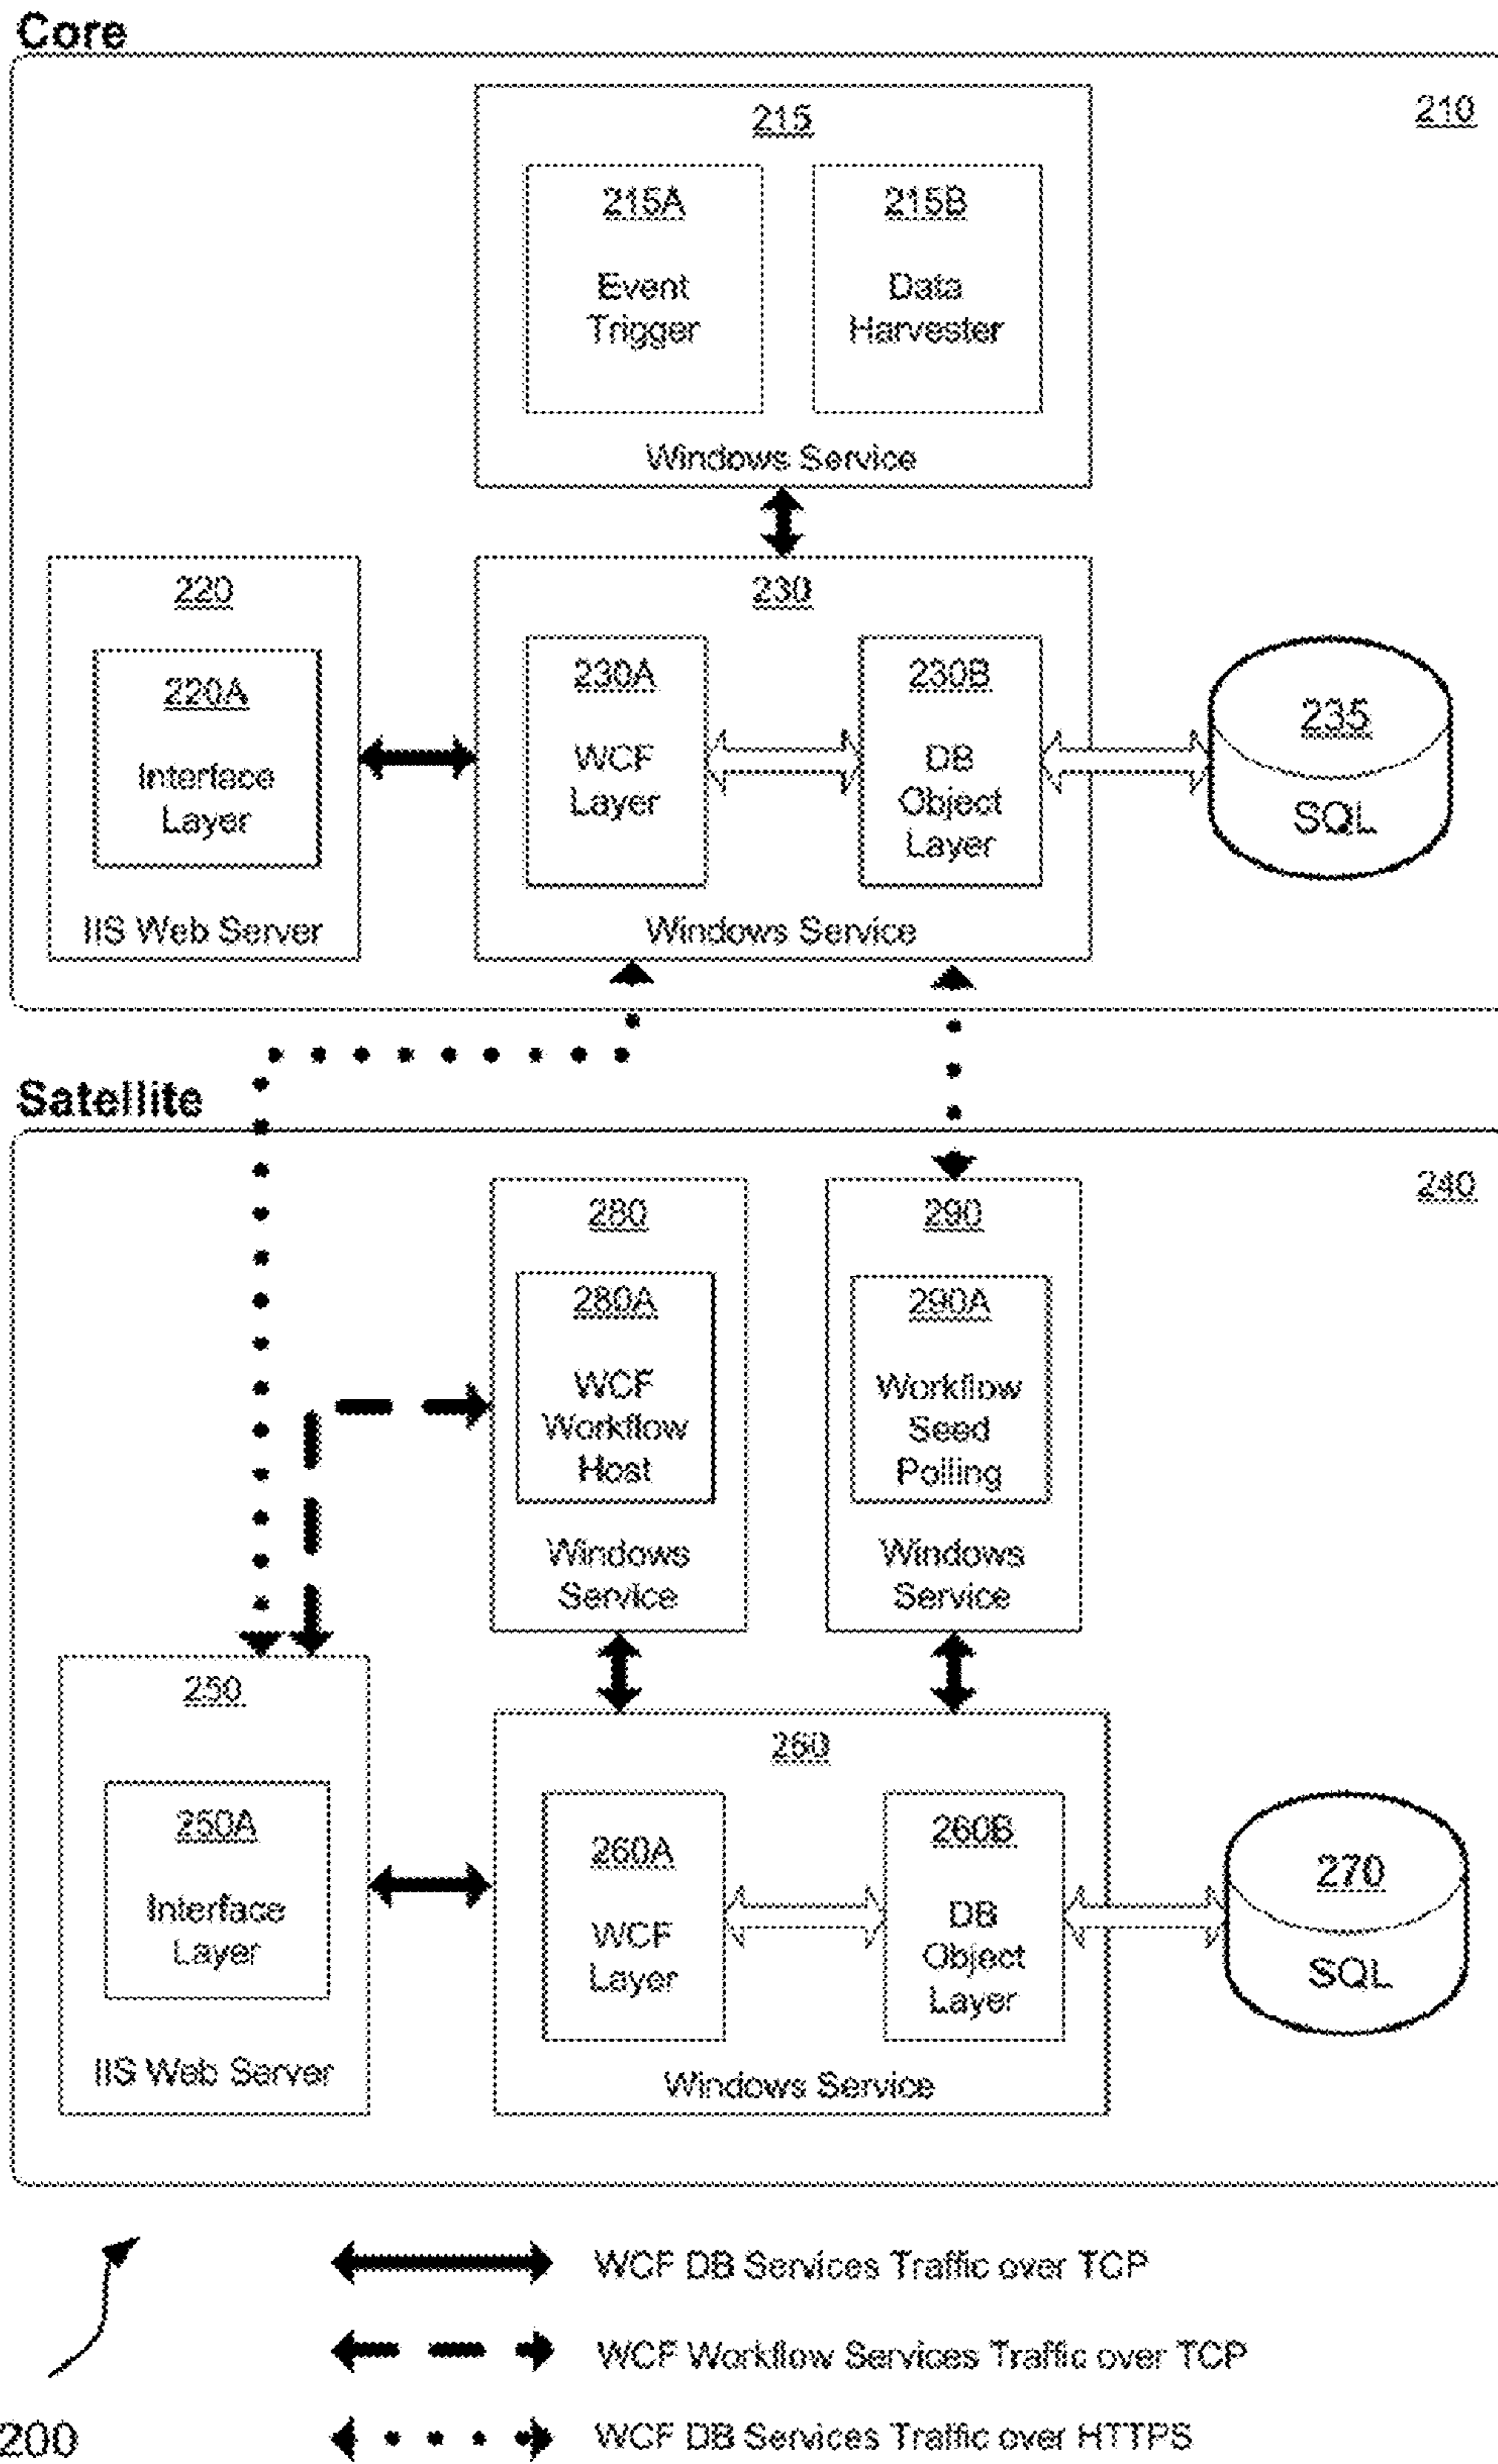 Core
210
215
215A
Event
Trigger
215B
Data
Harvester
Windows Service
220
220A
Interface
Layer
IIS Web Server
230
230A
WCF
Layer
230B
DB
Object
Layer
Windows Service
235
SQL
Satellite
240
280
280A
WCF
Workflow
Host
Windows
Service
290
290A
Workflow
Seed
Polling
Windows
Service
250
250A
Interface
Layer
IIS Web Server
260
260A
WCF
Layer
260B
DB
Object
Layer
Windows Service
270
SQL
200
WCF DB Services Traffic over TCP
WCF Workflow Services Traffic over TCP
WCF DB Services Traffic over HTTPS